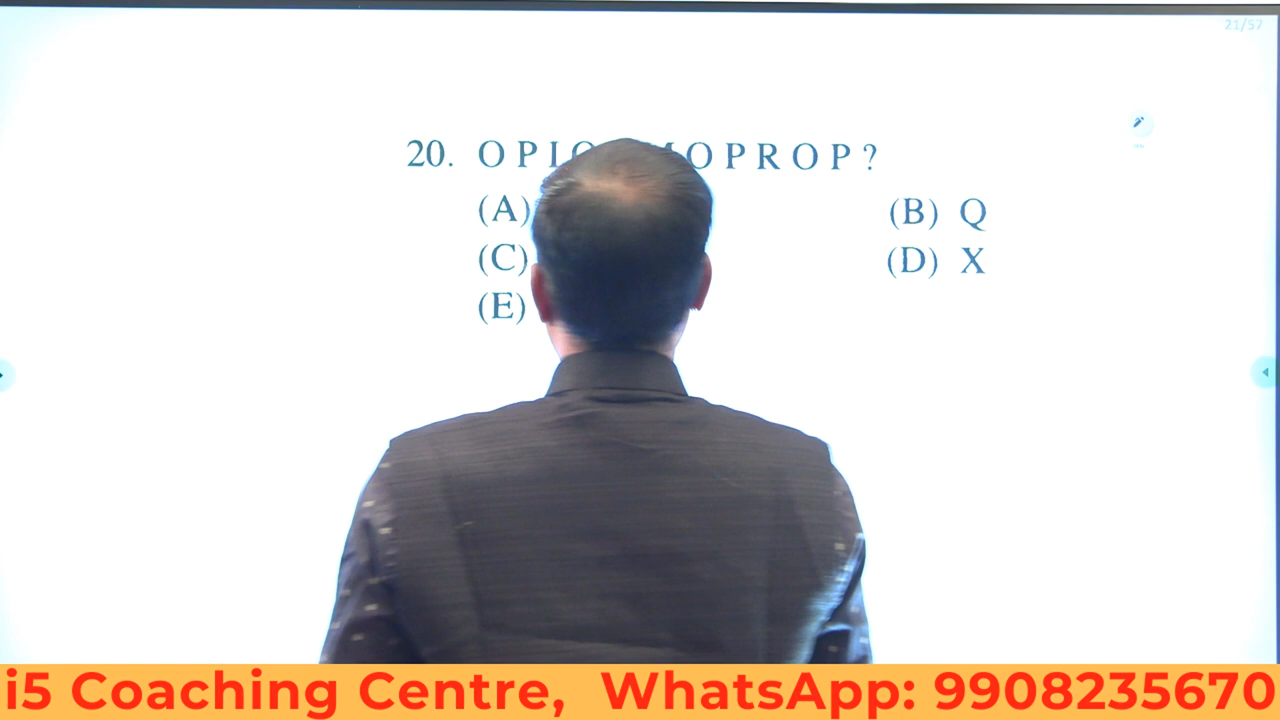 21/57
20. O P I O M O P R O P ?
(A)
(B) Q
(C)
(D) X
(E)
i5 Coaching Centre, WhatsApp: 9908235670